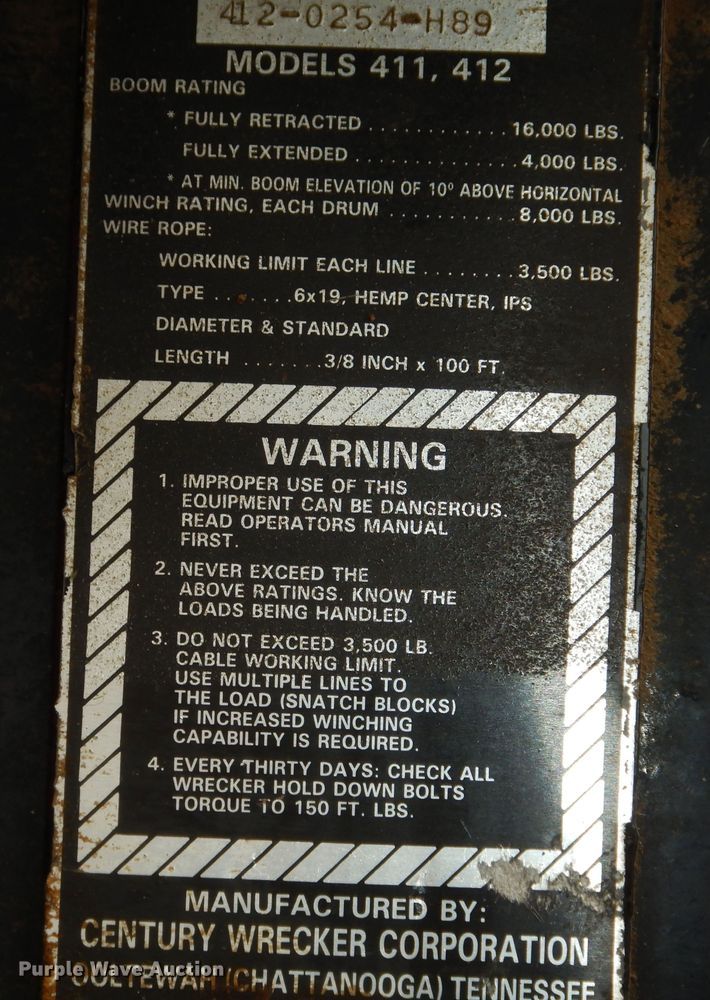 412-0254-H89
MODELS 411, 412
BOOM RATING
* FULLY RETRACTED ............ 16,000 LBS.
FULLY EXTENDED .............. 4,000 LBS.
* AT MIN. BOOM ELEVATION OF 10° ABOVE HORIZONTAL
WINCH RATING, EACH DRUM ........... 8,000 LBS.
WIRE ROPE:
WORKING LIMIT EACH LINE ........ 3,500 LBS.
TYPE ....... 6x19, HEMP CENTER, IPS
DIAMETER & STANDARD
LENGTH ....... 3/8 INCH x 100 FT.
WARNING
1. IMPROPER USE OF THIS
EQUIPMENT CAN BE DANGEROUS.
READ OPERATORS MANUAL
FIRST.
2. NEVER EXCEED THE
ABOVE RATINGS. KNOW THE
LOADS BEING HANDLED.
3. DO NOT EXCEED 3,500 LB.
CABLE WORKING LIMIT.
USE MULTIPLE LINES TO
THE LOAD (SNATCH BLOCKS)
IF INCREASED WINCHING
CAPABILITY IS REQUIRED.
4. EVERY THIRTY DAYS: CHECK ALL
WRECKER HOLD DOWN BOLTS
TORQUE TO 150 FT. LBS.
MANUFACTURED BY:
CENTURY WRECKER CORPORATION
OOLTEWAH (CHATTANOOGA) TENNESSEE
Purple Wave Auction